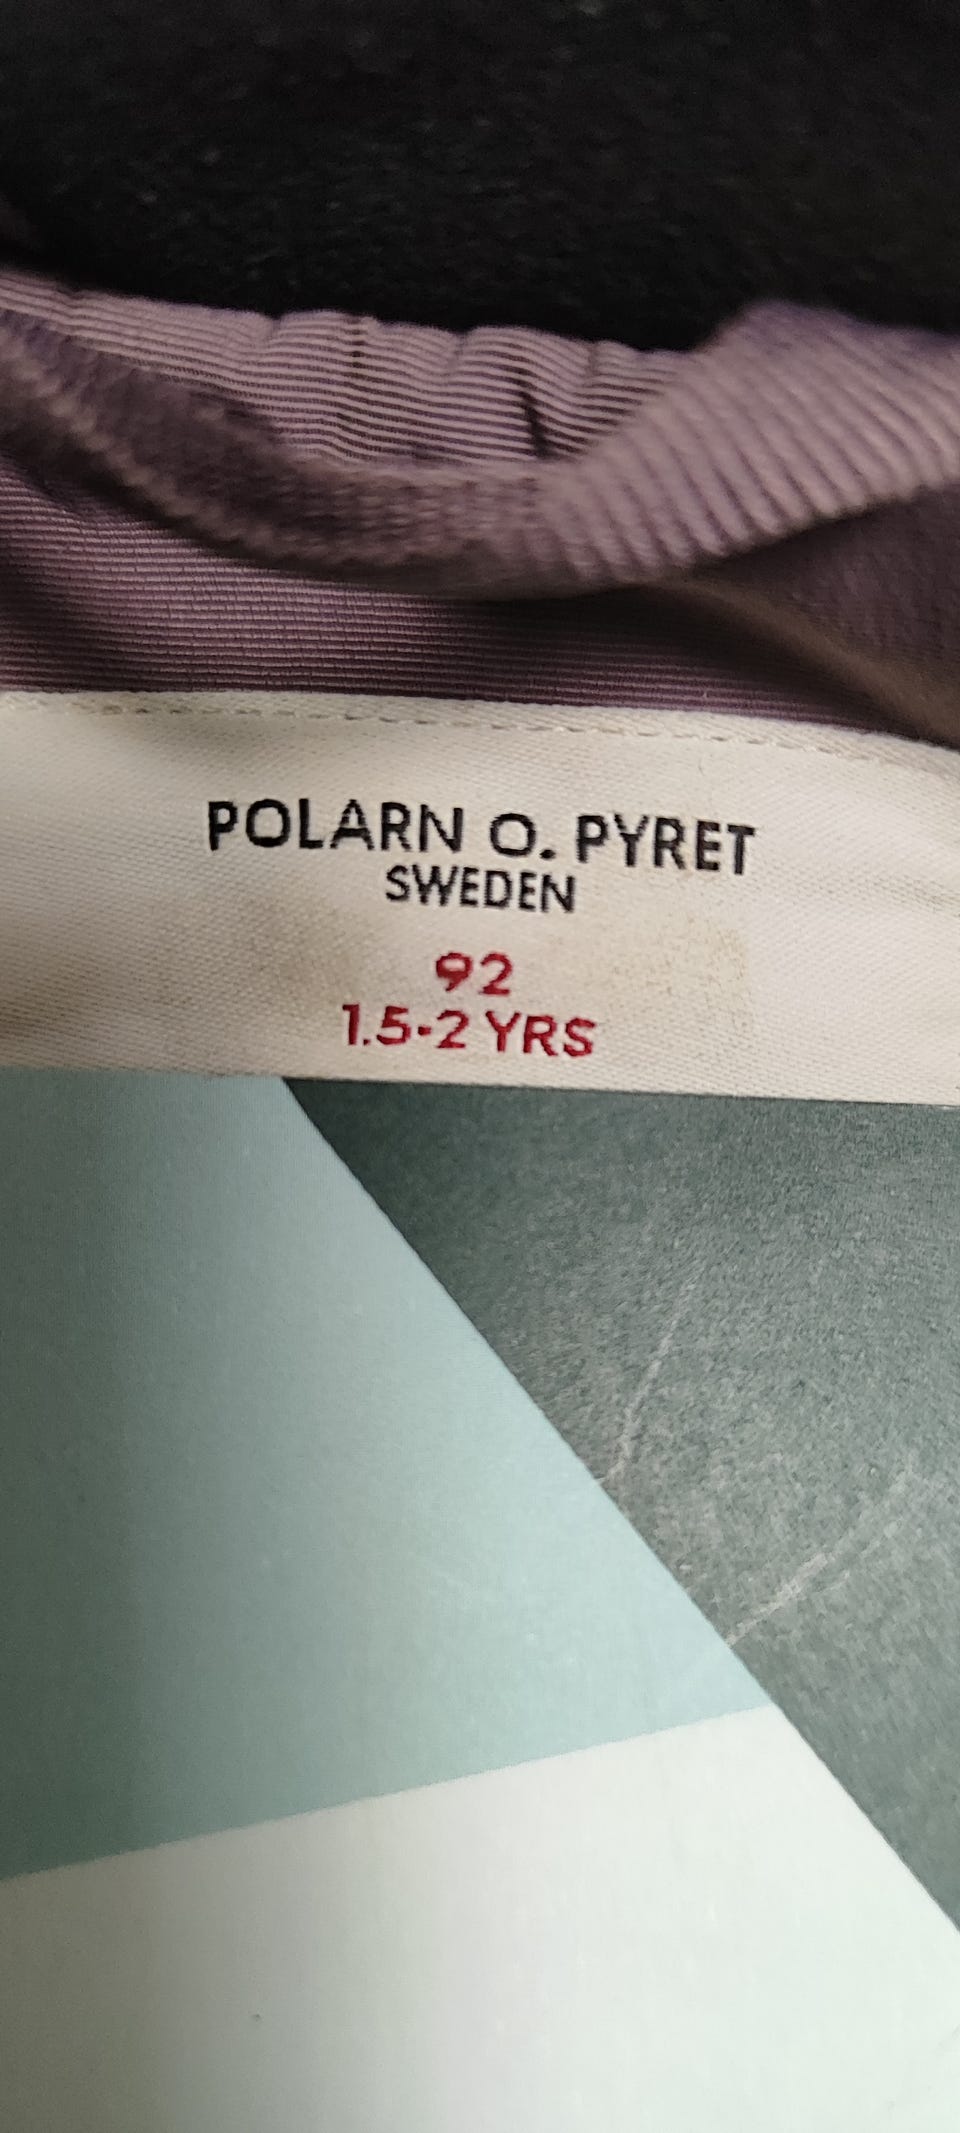 POLARN O. PYRET
SWEDEN
92
1.5-2 YRS